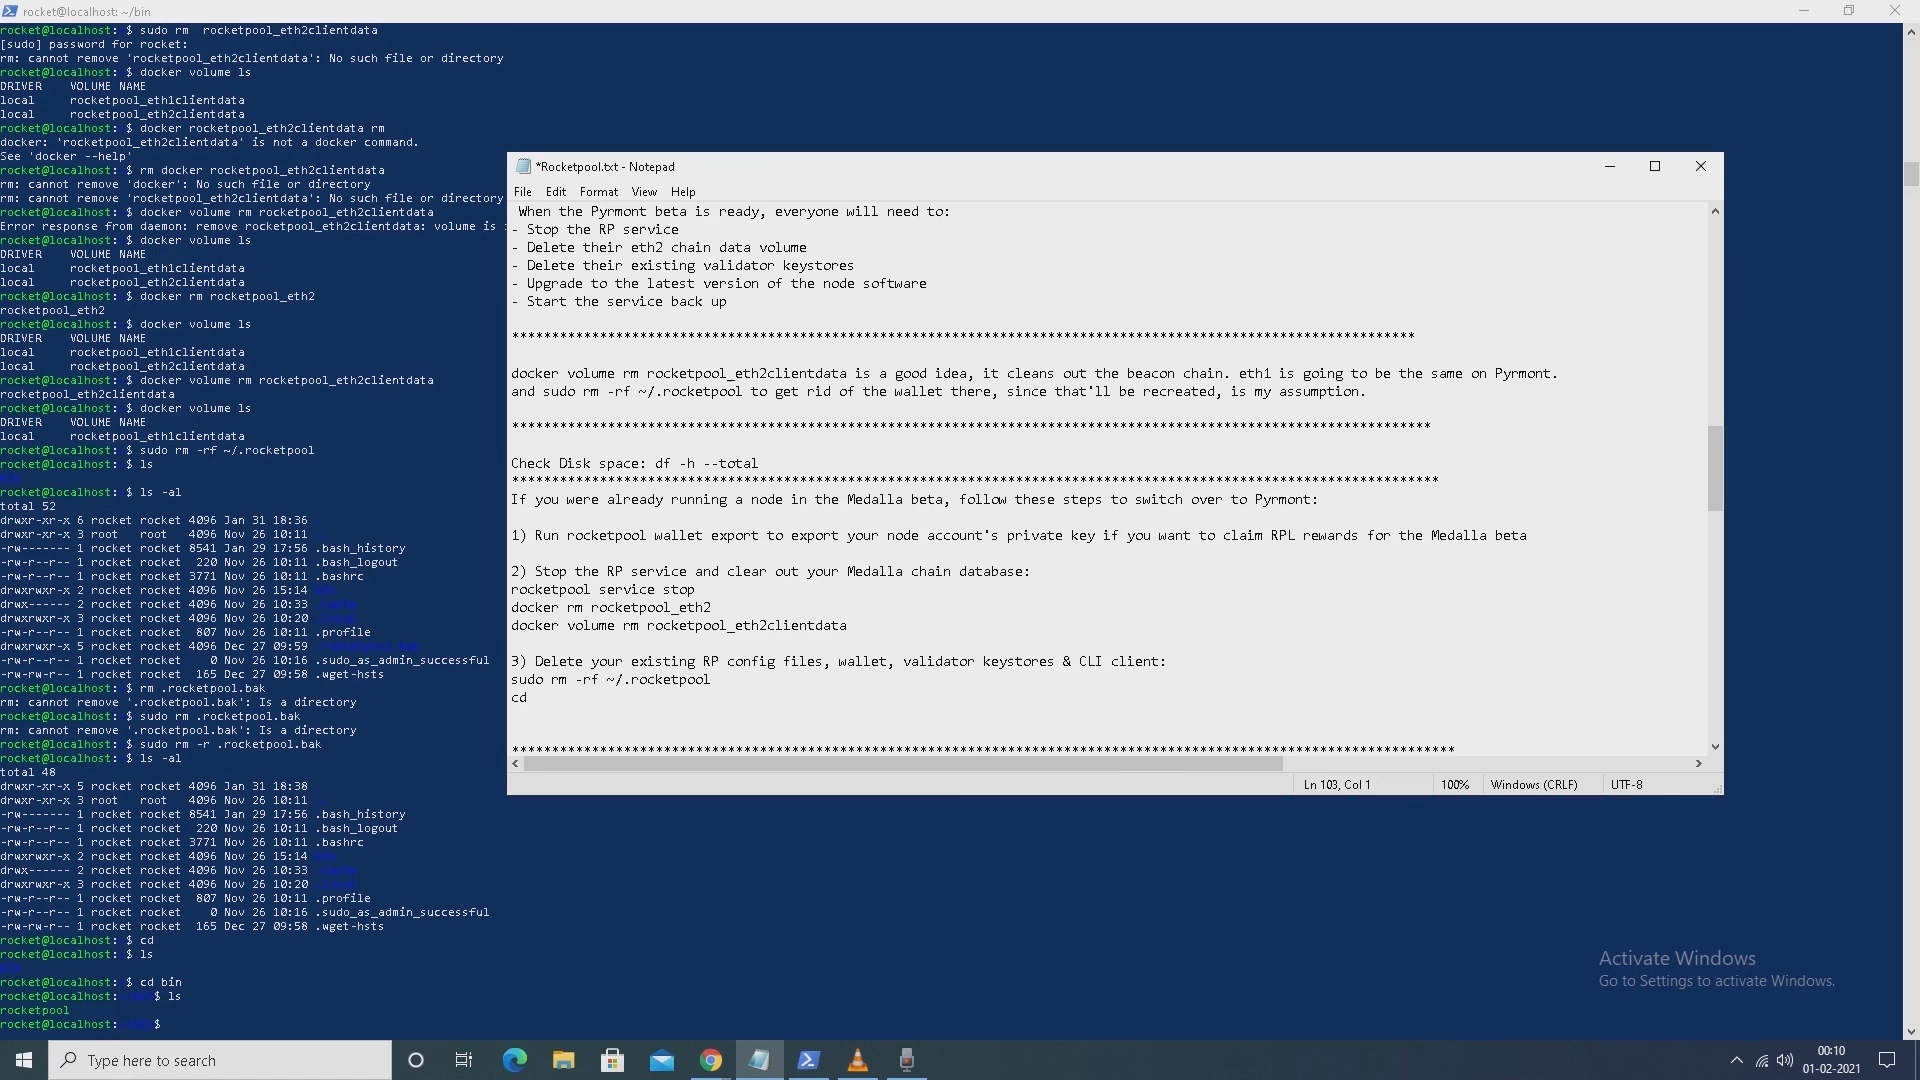 rocket@localhost: ~/bin
rocket@localhost: $ sudo rm  rocketpool_eth2clientdata
[sudo] password for rocket:
rm: cannot remove 'rocketpool_eth2clientdata': No such file or directory
rocket@localhost: $ docker volume ls
DRIVER    VOLUME NAME
local     rocketpool_eth1clientdata
local     rocketpool_eth2clientdata
rocket@localhost: $ docker rocketpool_eth2clientdata rm
docker: 'rocketpool_eth2clientdata' is not a docker command.
See 'docker --help'
rocket@localhost: $ rm docker rocketpool_eth2clientdata
rm: cannot remove 'docker': No such file or directory
rm: cannot remove 'rocketpool_eth2clientdata': No such file or directory
rocket@localhost: $ docker volume rm rocketpool_eth2clientdata
Error response from daemon: remove rocketpool_eth2clientdata: volume is
rocket@localhost: $ docker volume ls
DRIVER    VOLUME NAME
local     rocketpool_eth1clientdata
local     rocketpool_eth2clientdata
rocket@localhost: $ docker rm rocketpool_eth2
rocketpool_eth2
rocket@localhost: $ docker volume ls
DRIVER    VOLUME NAME
local     rocketpool_eth1clientdata
local     rocketpool_eth2clientdata
rocket@localhost: $ docker volume rm rocketpool_eth2clientdata
rocketpool_eth2clientdata
rocket@localhost: $ docker volume ls
DRIVER    VOLUME NAME
local     rocketpool_eth1clientdata
rocket@localhost: $ sudo rm -rf ~/.rocketpool
rocket@localhost: $ ls
rocket@localhost: $ ls -al
total 52
drwxr-xr-x 6 rocket rocket 4096 Jan 31 18:36
drwxr-xr-x 3 root   root   4096 Nov 26 10:11
-rw------- 1 rocket rocket 8541 Jan 29 17:56 .bash_history
-rw-r--r-- 1 rocket rocket  220 Nov 26 10:11 .bash_logout
-rw-r--r-- 1 rocket rocket 3771 Nov 26 10:11 .bashrc
drwxrwxr-x 2 rocket rocket 4096 Nov 26 15:14
drwx------ 2 rocket rocket 4096 Nov 26 10:33
drwxrwxr-x 3 rocket rocket 4096 Nov 26 10:20
-rw-r--r-- 1 rocket rocket  807 Nov 26 10:11 .profile
drwxrwxr-x 5 rocket rocket 4096 Dec 27 09:59
-rw-r--r-- 1 rocket rocket    0 Nov 26 10:16 .sudo_as_admin_successful
-rw-rw-r-- 1 rocket rocket  165 Dec 27 09:58 .wget-hsts
rocket@localhost: $ rm .rocketpool.bak
rm: cannot remove '.rocketpool.bak': Is a directory
rocket@localhost: $ sudo rm .rocketpool.bak
rm: cannot remove '.rocketpool.bak': Is a directory
rocket@localhost: $ sudo rm -r .rocketpool.bak
rocket@localhost: $ ls -al
total 48
drwxr-xr-x 5 rocket rocket 4096 Jan 31 18:38
drwxr-xr-x 3 root   root   4096 Nov 26 10:11
-rw------- 1 rocket rocket 8541 Jan 29 17:56 .bash_history
-rw-r--r-- 1 rocket rocket  220 Nov 26 10:11 .bash_logout
-rw-r--r-- 1 rocket rocket 3771 Nov 26 10:11 .bashrc
drwxrwxr-x 2 rocket rocket 4096 Nov 26 15:14
drwx------ 2 rocket rocket 4096 Nov 26 10:33
drwxrwxr-x 3 rocket rocket 4096 Nov 26 10:20
-rw-r--r-- 1 rocket rocket  807 Nov 26 10:11 .profile
-rw-r--r-- 1 rocket rocket    0 Nov 26 10:16 .sudo_as_admin_successful
-rw-rw-r-- 1 rocket rocket  165 Dec 27 09:58 .wget-hsts
rocket@localhost: $ cd
rocket@localhost: $ ls
rocket@localhost: $ cd bin
rocket@localhost: $ ls
rocketpool
rocket@localhost: $
*Rocketpool.txt - Notepad
File Edit Format View Help
When the Pyrmont beta is ready, everyone will need to:
- Stop the RP service
- Delete their eth2 chain data volume
- Delete their existing validator keystores
- Upgrade to the latest version of the node software
- Start the service back up
*****************************************************************************************************************
docker volume rm rocketpool_eth2clientdata is a good idea, it cleans out the beacon chain. eth1 is going to be the same on Pyrmont.
and sudo rm -rf ~/.rocketpool to get rid of the wallet there, since that'll be recreated, is my assumption.
*******************************************************************************************************************
Check Disk space: df -h --total
********************************************************************************************************************
If you were already running a node in the Medalla beta, follow these steps to switch over to Pyrmont:
1) Run rocketpool wallet export to export your node account's private key if you want to claim RPL rewards for the Medalla beta
2) Stop the RP service and clear out your Medalla chain database:
rocketpool service stop
docker rm rocketpool_eth2
docker volume rm rocketpool_eth2clientdata
3) Delete your existing RP config files, wallet, validator keystores & CLI client:
sudo rm -rf ~/.rocketpool
cd
**********************************************************************************************************************
Ln 103, Col 1
100%
Windows (CRLF)
UTF-8
Activate Windows
Go to Settings to activate Windows.
Type here to search
00:10
01-02-2021